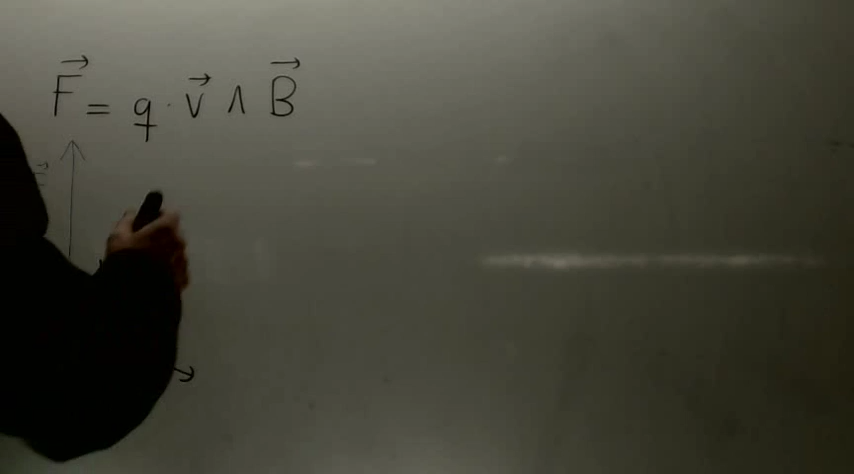 F⃗ = q · v⃗ ∧ B⃗